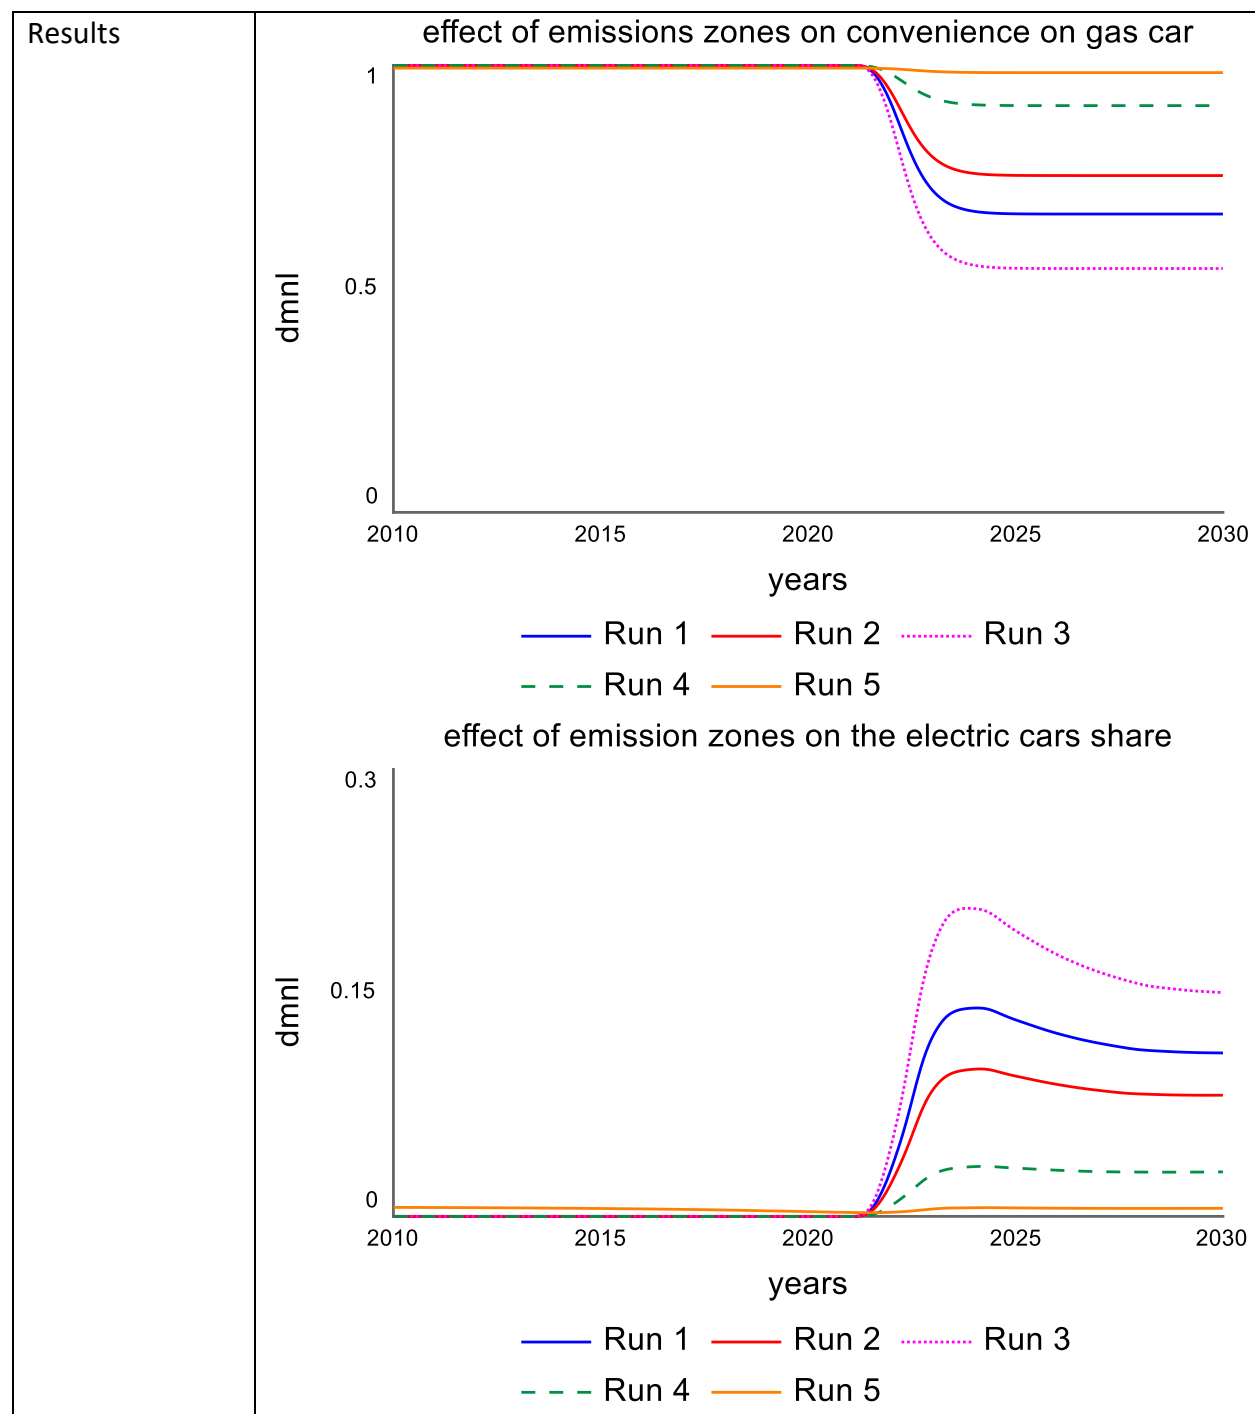 Results
effect of emissions zones on convenience on gas car
1
0.5
0
dmnl
2010 2015 2020 2025 2030
years
Run 1 Run 2 Run 3
Run 4 Run 5
effect of emission zones on the electric cars share
0.3
0.15
0
dmnl
2010 2015 2020 2025 2030
years
Run 1 Run 2 Run 3
Run 4 Run 5